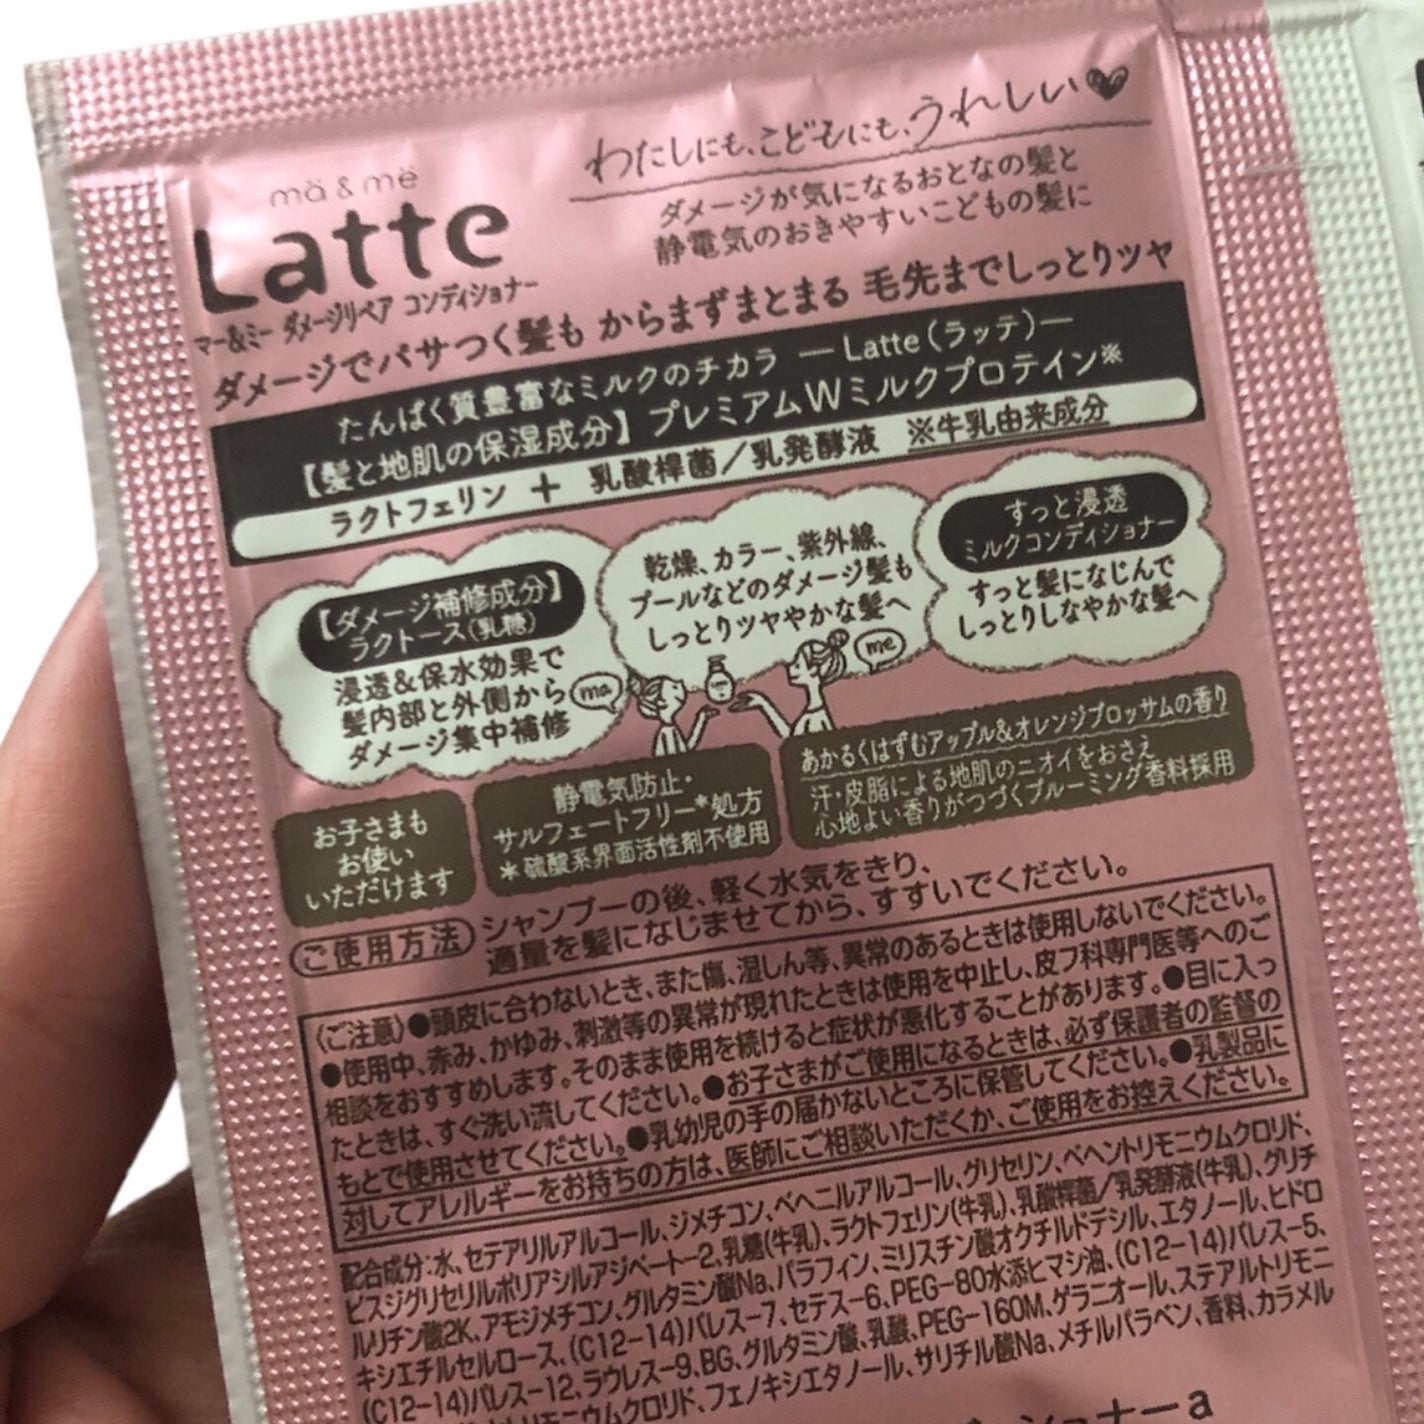 mä & më
Latte
マー&ミー ダメージリペア コンディショナー
わたしにも、こどもにも、うれしい♥
ダメージが気になるおとなの髪と
静電気のおきやすいこどもの髪に
ダメージでパサつく髪も からまずまとまる 毛先までしっとりツヤ
たんぱく質豊富なミルクのチカラ ―Latte(ラッテ)―
【髪と地肌の保湿成分】プレミアムWミルクプロテイン※
ラクトフェリン + 乳酸桿菌/乳発酵液 ※牛乳由来成分
【ダメージ補修成分】
ラクトース(乳糖)
浸透&保水効果で
髪内部と外側から
ダメージ集中補修
乾燥、カラー、紫外線、
プールなどのダメージ髪も
しっとりツヤやかな髪へ
ma
me
すっと浸透
ミルクコンディショナー
すっと髪になじんで
しっとりしなやかな髪へ
お子さまも
お使い
いただけます
静電気防止・
サルフェートフリー*処方
*硫酸系界面活性剤不使用
あかるくはずむアップル&オレンジブロッサムの香り
汗・皮脂による地肌のニオイをおさえ
心地よい香りがつづくブルーミング香料採用
ご使用方法 シャンプーの後、軽く水気をきり、
適量を髪になじませてから、すすいでください。
〈ご注意〉●頭皮に合わないとき、また傷、湿しん等、異常のあるときは使用しないでください。
●使用中、赤み、かゆみ、刺激等の異常が現れたときは使用を中止し、皮フ科専門医等へのご
相談をおすすめします。そのまま使用を続けると症状が悪化することがあります。●目に入っ
たときは、すぐ洗い流してください。●お子さまがご使用になるときは、必ず保護者の監督の
もとで使用させてください。●乳幼児の手の届かないところに保管してください。●乳製品に
対してアレルギーをお持ちの方は、医師にご相談いただくか、ご使用をお控えください。
配合成分:水、セテアリルアルコール、ジメチコン、ベヘニルアルコール、グリセリン、ベヘントリモニウムクロリド、
ビスジグリセリルポリアシルアジペート-2、乳糖(牛乳)、ラクトフェリン(牛乳)、乳酸桿菌/乳発酵液(牛乳)、グリチ
ルリチン酸2K、アモジメチコン、グルタミン酸Na、パラフィン、ミリスチン酸オクチルドデシル、エタノール、ヒドロ
キシエチルセルロース、(C12-14)パレス-7、セテス-6、PEG-80水添ヒマシ油、(C12-14)パレス-5、
(C12-14)パレス-12、ラウレス-9、BG、グルタミン酸、乳酸、PEG-160M、ゲラニオール、ステアルトリモニ
ウムクロリド、フェノキシエタノール、サリチル酸Na、メチルパラベン、香料、カラメル
ショナーa